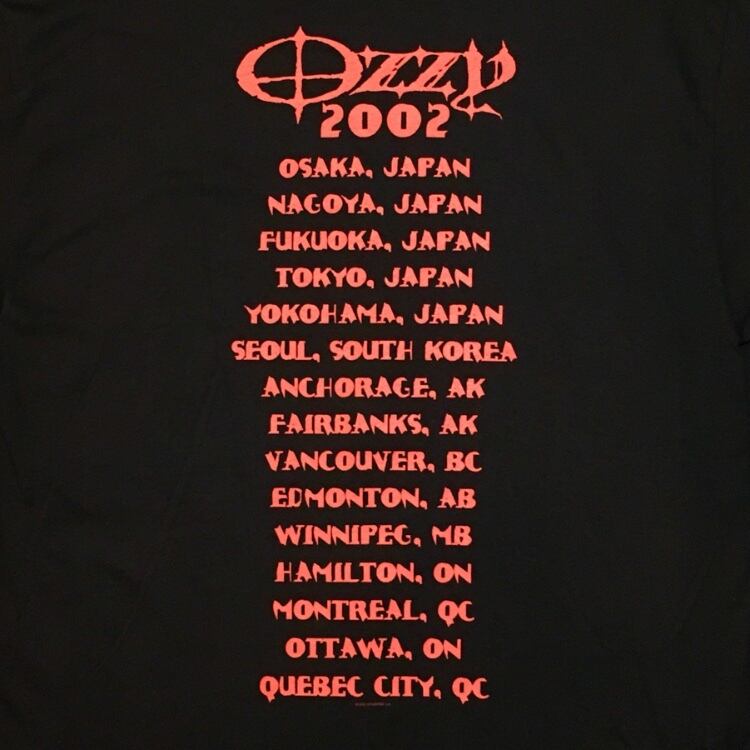 Ozzy
2002
OSAKA, JAPAN
NAGOYA, JAPAN
FUKUOKA, JAPAN
TOKYO, JAPAN
YOKOHAMA, JAPAN
SEOUL, SOUTH KOREA
ANCHORAGE, AK
FAIRBANKS, AK
VANCOUVER, BC
EDMONTON, AB
WINNIPEG, MB
HAMILTON, ON
MONTREAL, QC
OTTAWA, ON
QUEBEC CITY, QC